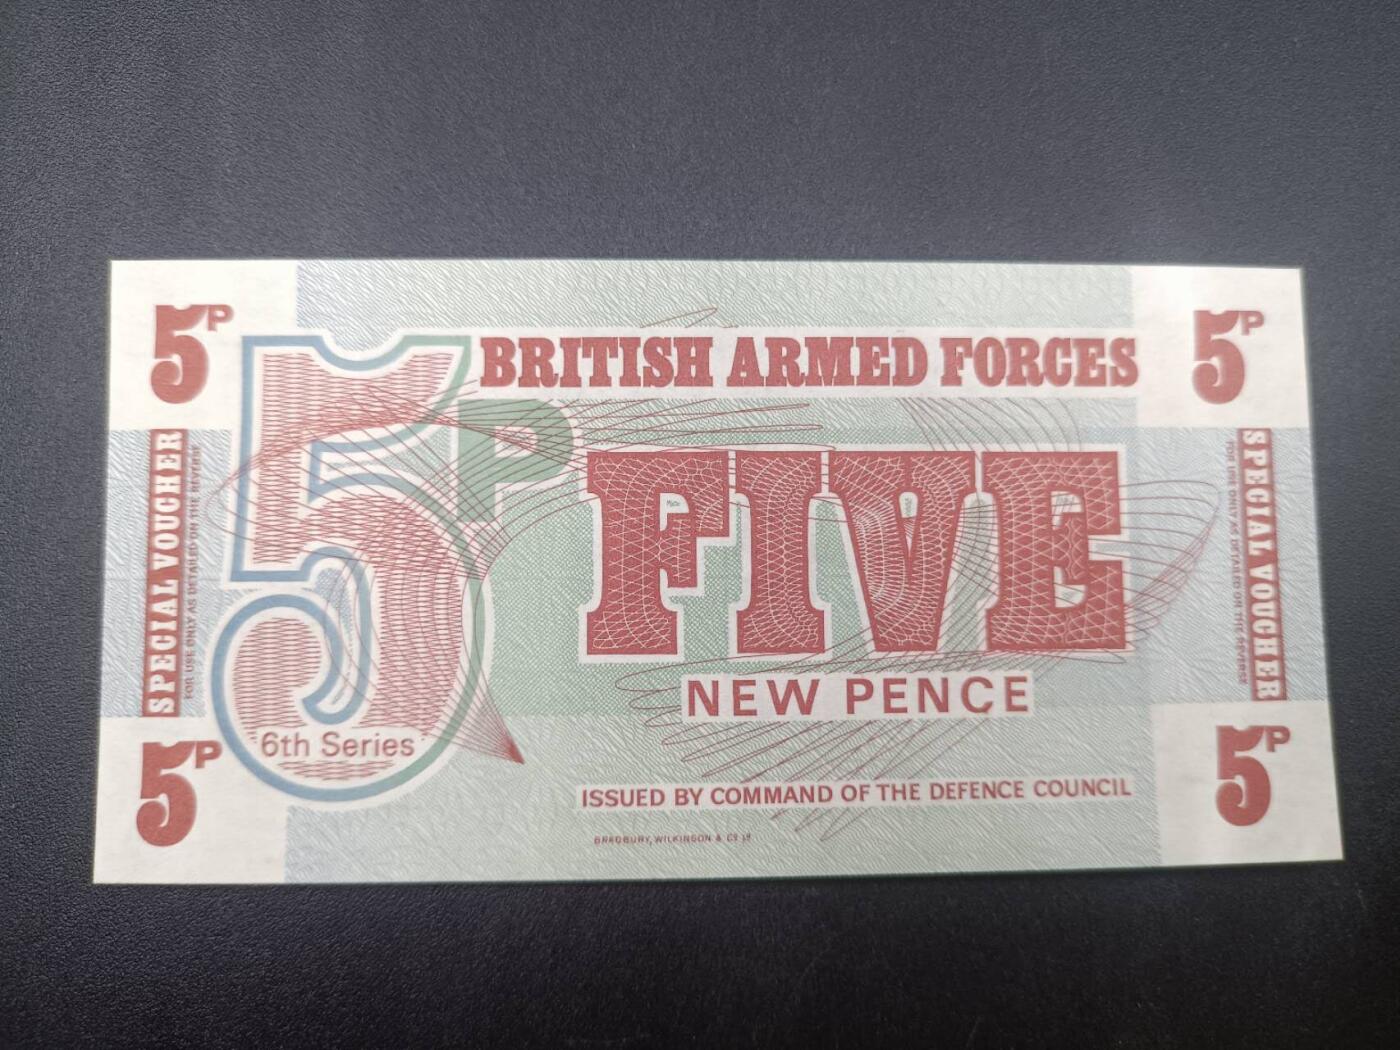 5P
5P
BRITISH ARMED FORCES
5P
SPECIAL VOUCHER
FOR USE ONLY AS DETAILED ON THE REVERSE
FIVE
SPECIAL VOUCHER
FOR USE ONLY AS DETAILED ON THE REVERSE
NEW PENCE
6th Series
5P
5P
ISSUED BY COMMAND OF THE DEFENCE COUNCIL
BRADBURY, WILKINSON & Co Ld